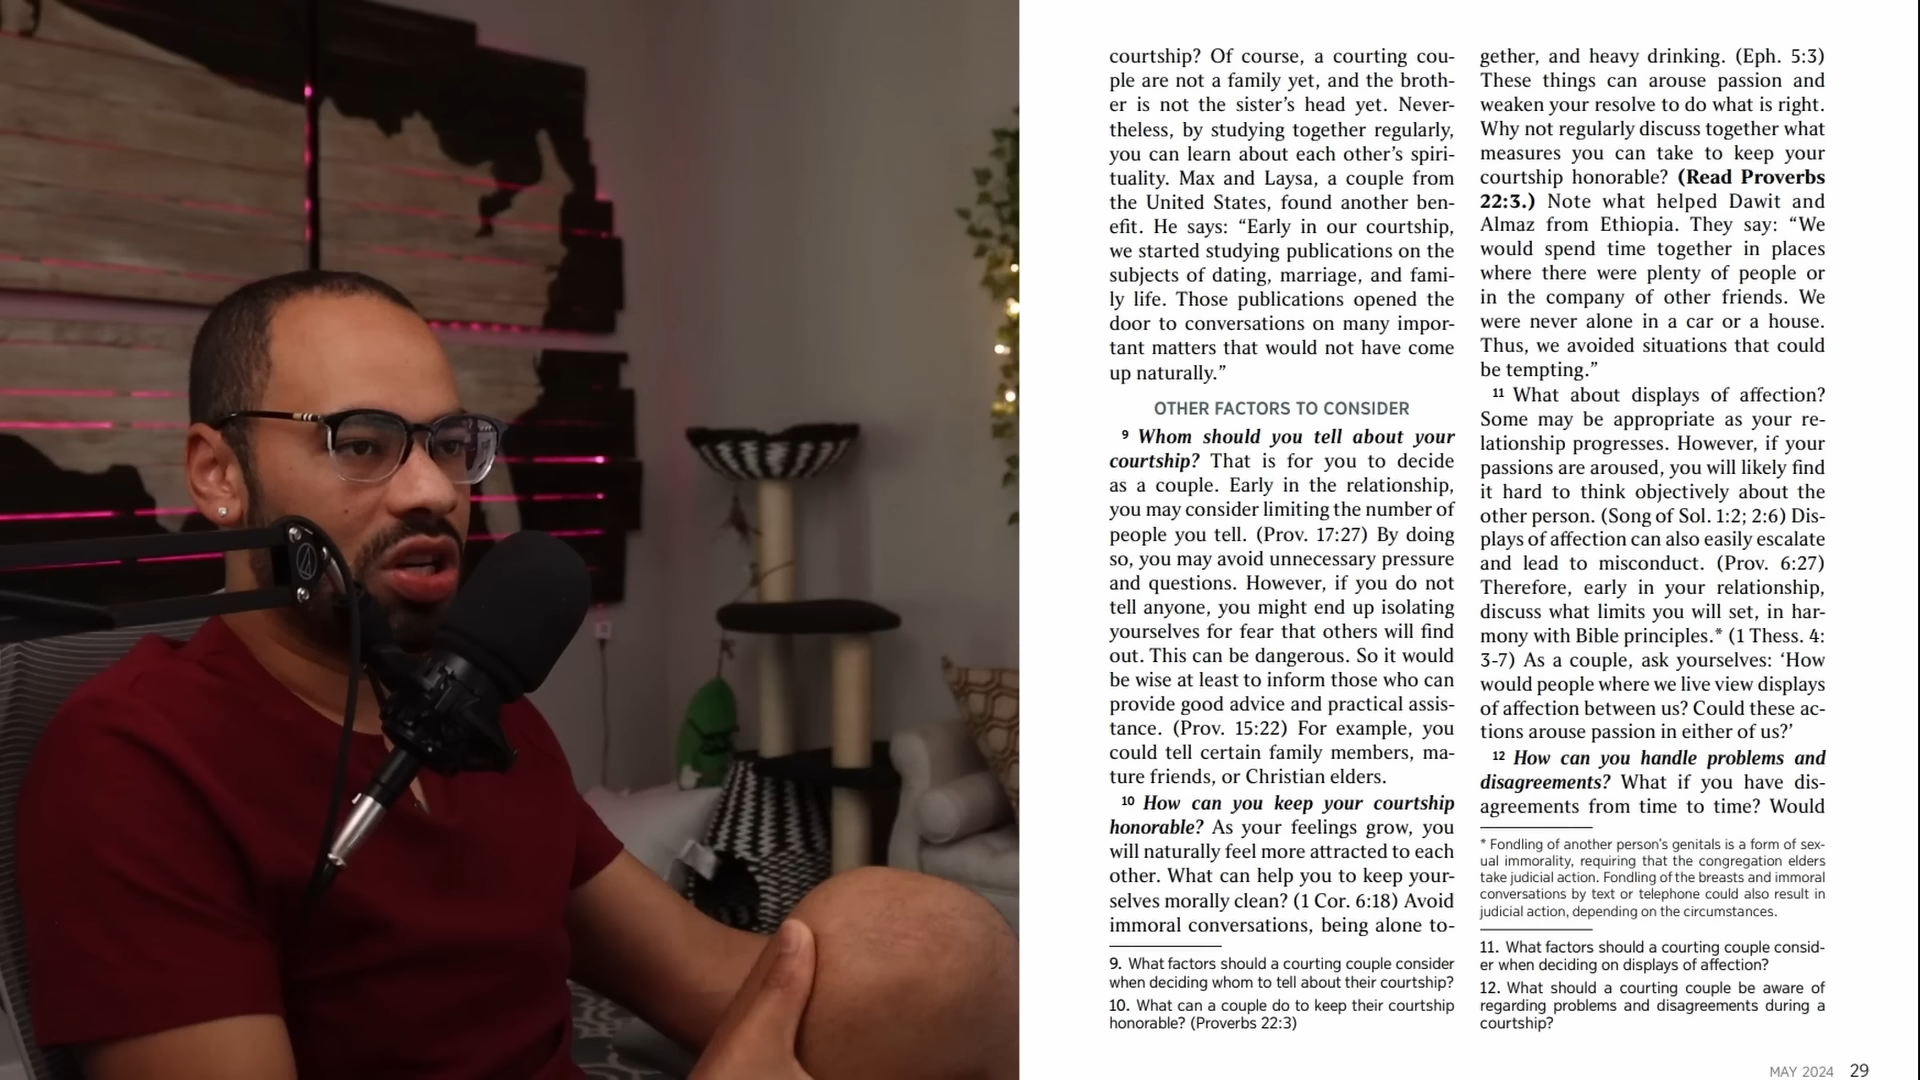 courtship? Of course, a courting cou-
ple are not a family yet, and the broth-
er is not the sister's head yet. Never-
theless, by studying together regularly,
you can learn about each other's spiri-
tuality. Max and Laysa, a couple from
the United States, found another ben-
efit. He says: “Early in our courtship,
we started studying publications on the
subjects of dating, marriage, and fami-
ly life. Those publications opened the
door to conversations on many impor-
tant matters that would not have come
up naturally.”
OTHER FACTORS TO CONSIDER
9 Whom should you tell about your
courtship? That is for you to decide
as a couple. Early in the relationship,
you may consider limiting the number of
people you tell. (Prov. 17:27) By doing
so, you may avoid unnecessary pressure
and questions. However, if you do not
tell anyone, you might end up isolating
yourselves for fear that others will find
out. This can be dangerous. So it would
be wise at least to inform those who can
provide good advice and practical assis-
tance. (Prov. 15:22) For example, you
could tell certain family members, ma-
ture friends, or Christian elders.
10 How can you keep your courtship
honorable? As your feelings grow, you
will naturally feel more attracted to each
other. What can help you to keep your-
selves morally clean? (1 Cor. 6:18) Avoid
immoral conversations, being alone to-
9. What factors should a courting couple consider
when deciding whom to tell about their courtship?
10. What can a couple do to keep their courtship
honorable? (Proverbs 22:3)
gether, and heavy drinking. (Eph. 5:3)
These things can arouse passion and
weaken your resolve to do what is right.
Why not regularly discuss together what
measures you can take to keep your
courtship honorable? (Read Proverbs
22:3.) Note what helped Dawit and
Almaz from Ethiopia. They say: “We
would spend time together in places
where there were plenty of people or
in the company of other friends. We
were never alone in a car or a house.
Thus, we avoided situations that could
be tempting.”
11 What about displays of affection?
Some may be appropriate as your re-
lationship progresses. However, if your
passions are aroused, you will likely find
it hard to think objectively about the
other person. (Song of Sol. 1:2; 2:6) Dis-
plays of affection can also easily escalate
and lead to misconduct. (Prov. 6:27)
Therefore, early in your relationship,
discuss what limits you will set, in har-
mony with Bible principles.* (1 Thess. 4:
3-7) As a couple, ask yourselves: ‘How
would people where we live view displays
of affection between us? Could these ac-
tions arouse passion in either of us?’
12 How can you handle problems and
disagreements? What if you have dis-
agreements from time to time? Would
* Fondling of another person's genitals is a form of sex-
ual immorality, requiring that the congregation elders
take judicial action. Fondling of the breasts and immoral
conversations by text or telephone could also result in
judicial action, depending on the circumstances.
11. What factors should a courting couple consid-
er when deciding on displays of affection?
12. What should a courting couple be aware of
regarding problems and disagreements during a
courtship?
MAY 2024 29